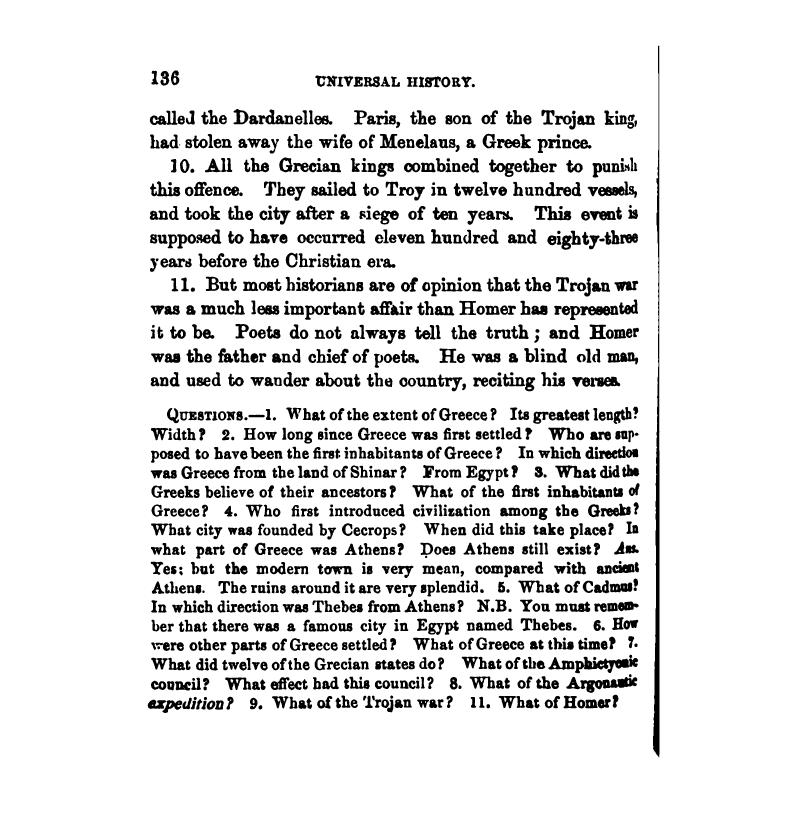 136 UNIVERSAL HISTORY.
called the Dardanelles. Paris, the son of the Trojan king,
had stolen away the wife of Menelaus, a Greek prince.
10. All the Grecian kings combined together to punish
this offence. They sailed to Troy in twelve hundred vessels,
and took the city after a siege of ten years. This event is
supposed to have occurred eleven hundred and eighty-three
years before the Christian era.
11. But most historians are of opinion that the Trojan war
was a much less important affair than Homer has represented
it to be. Poets do not always tell the truth; and Homer
was the father and chief of poets. He was a blind old man,
and used to wander about the country, reciting his verses.
QUESTIONS.—1. What of the extent of Greece? Its greatest length?
Width? 2. How long since Greece was first settled? Who are sup-
posed to have been the first inhabitants of Greece? In which direction
was Greece from the land of Shinar? From Egypt? 3. What did the
Greeks believe of their ancestors? What of the first inhabitants of
Greece? 4. Who first introduced civilization among the Greeks?
What city was founded by Cecrops? When did this take place? In
what part of Greece was Athens? Does Athens still exist? Ans.
Yes; but the modern town is very mean, compared with ancient
Athens. The ruins around it are very splendid. 5. What of Cadmus?
In which direction was Thebes from Athens? N.B. You must remem-
ber that there was a famous city in Egypt named Thebes. 6. How
were other parts of Greece settled? What of Greece at this time? 7.
What did twelve of the Grecian states do? What of the Amphictyonic
council? What effect had this council? 8. What of the Argonautic
expedition? 9. What of the Trojan war? 11. What of Homer?